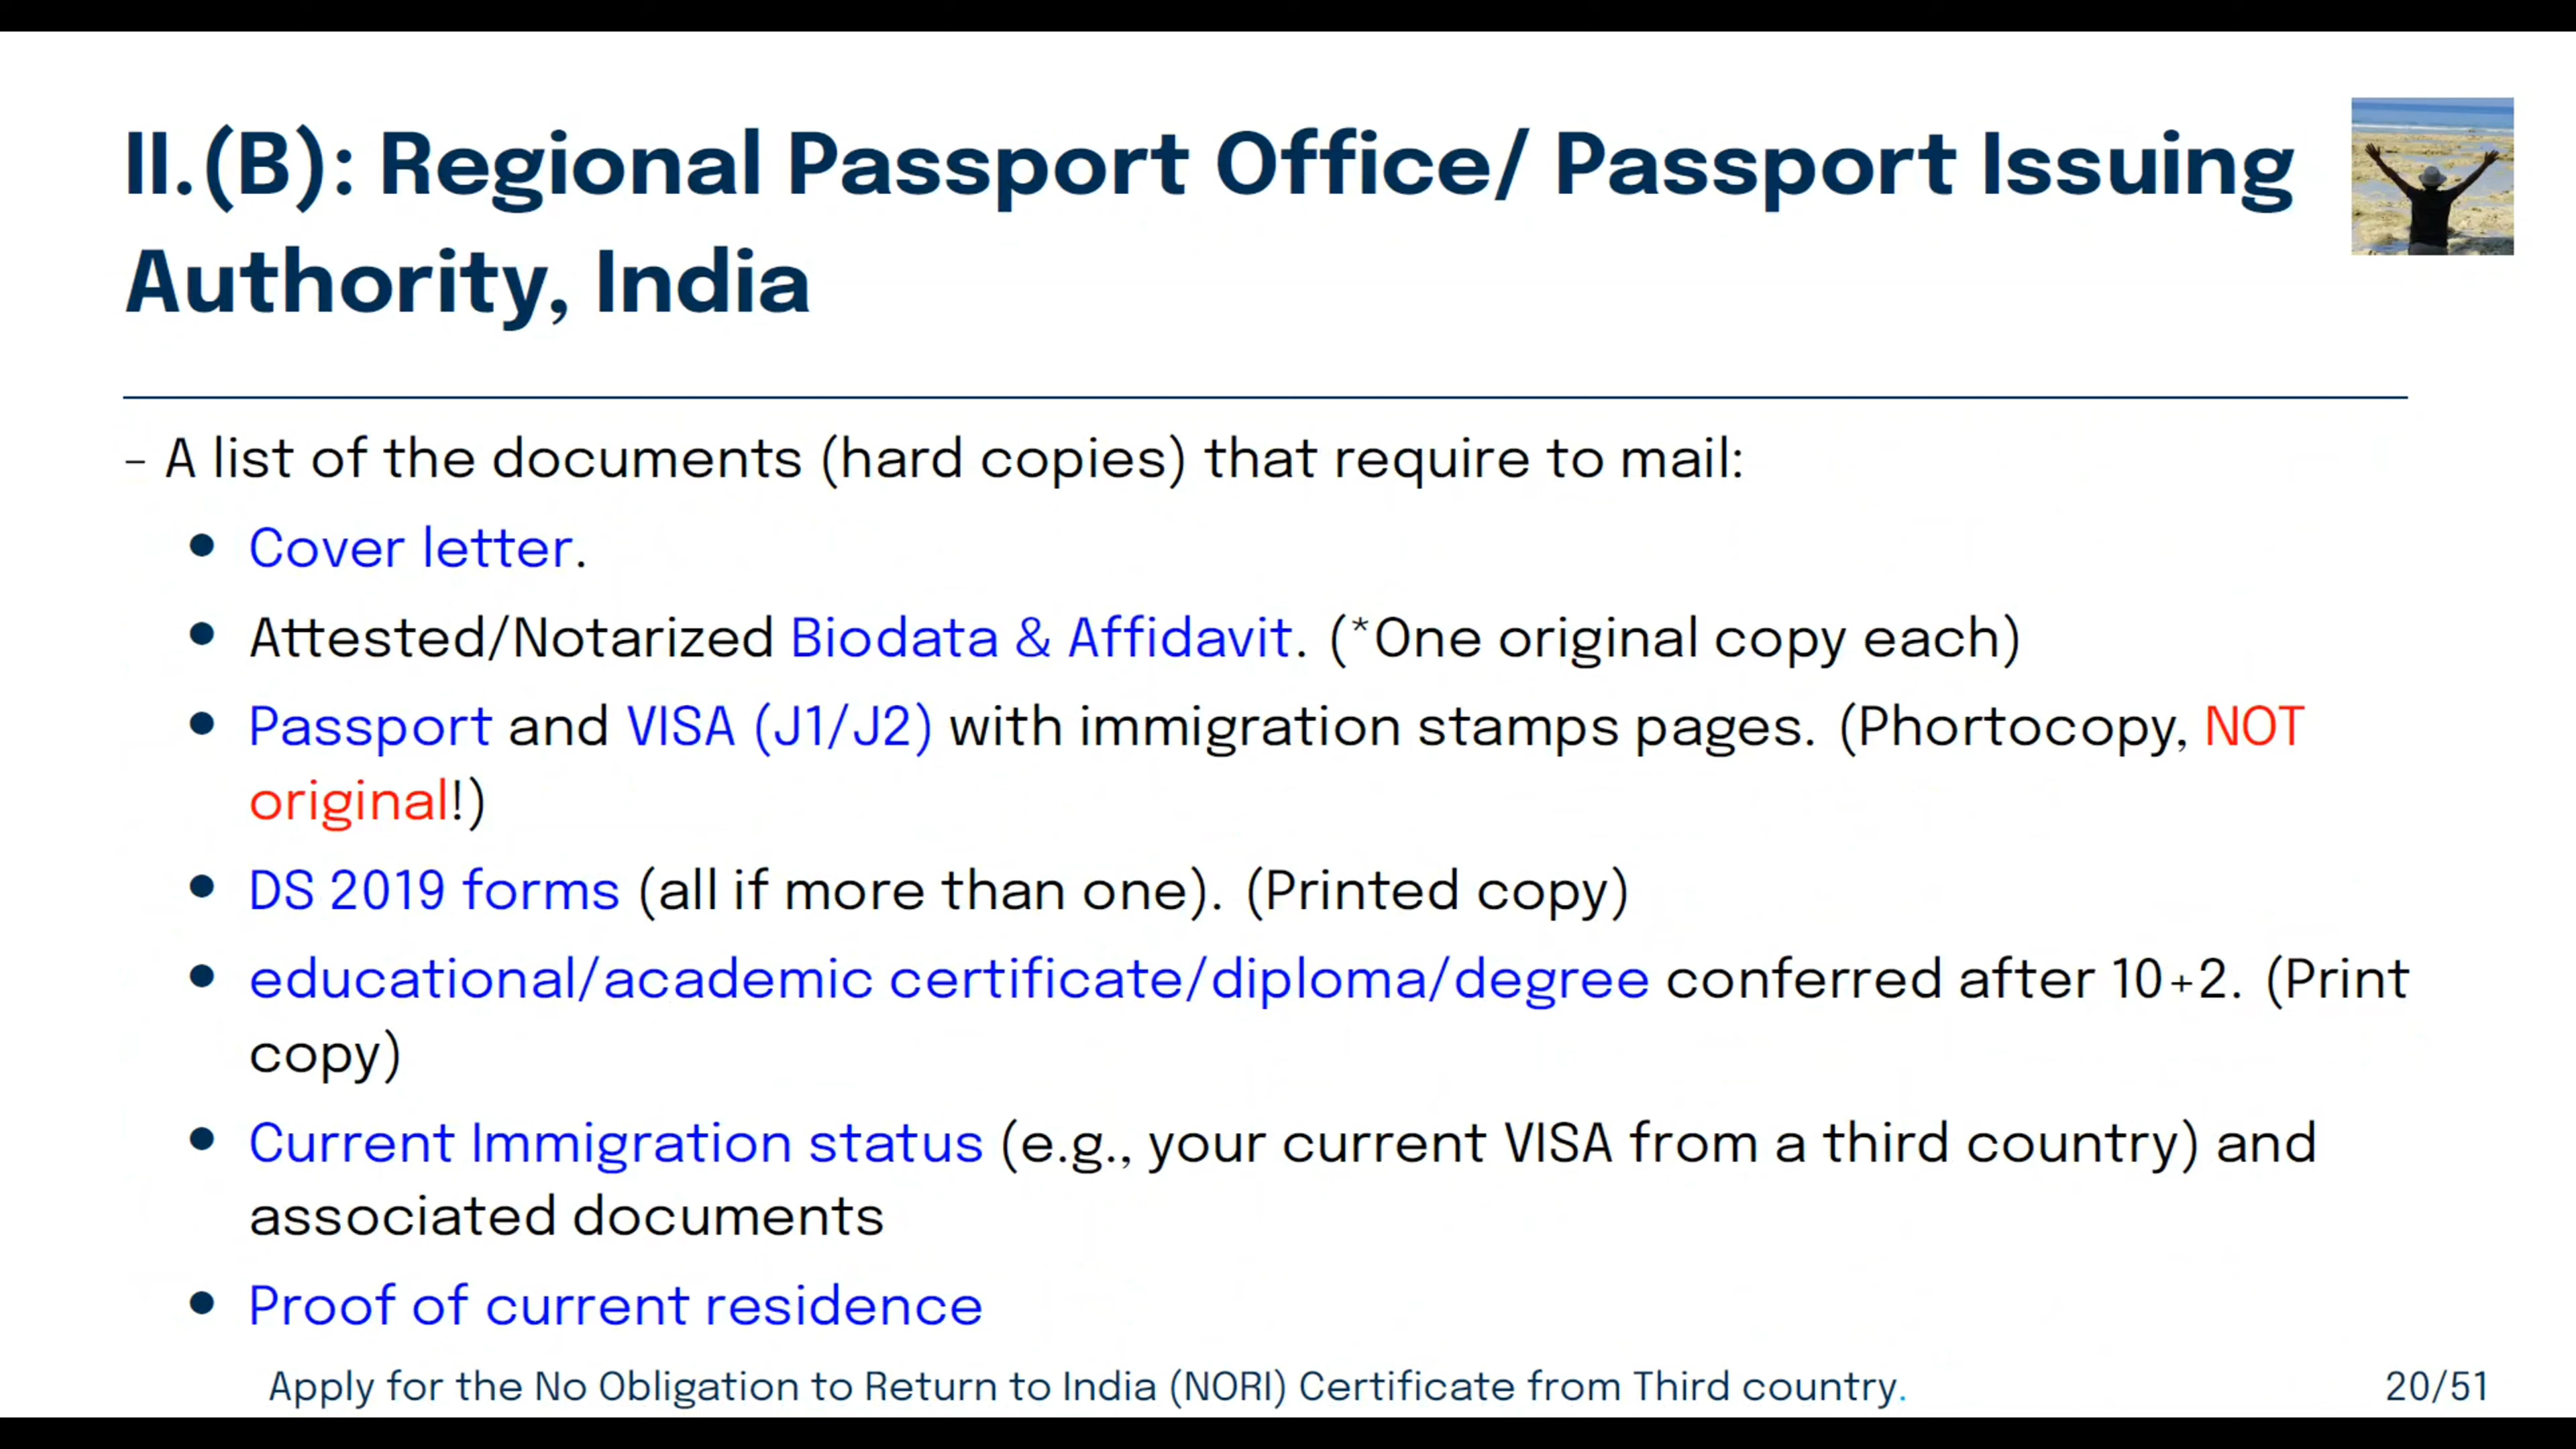 II.(B): Regional Passport Office/ Passport Issuing
Authority, India
– A list of the documents (hard copies) that require to mail:
• Cover letter.
• Attested/Notarized Biodata & Affidavit. (*One original copy each)
• Passport and VISA (J1/J2) with immigration stamps pages. (Phortocopy, NOT
original!)
• DS 2019 forms (all if more than one). (Printed copy)
• educational/academic certificate/diploma/degree conferred after 10+2. (Print
copy)
• Current Immigration status (e.g., your current VISA from a third country) and
associated documents
• Proof of current residence
Apply for the No Obligation to Return to India (NORI) Certificate from Third country.
20/51